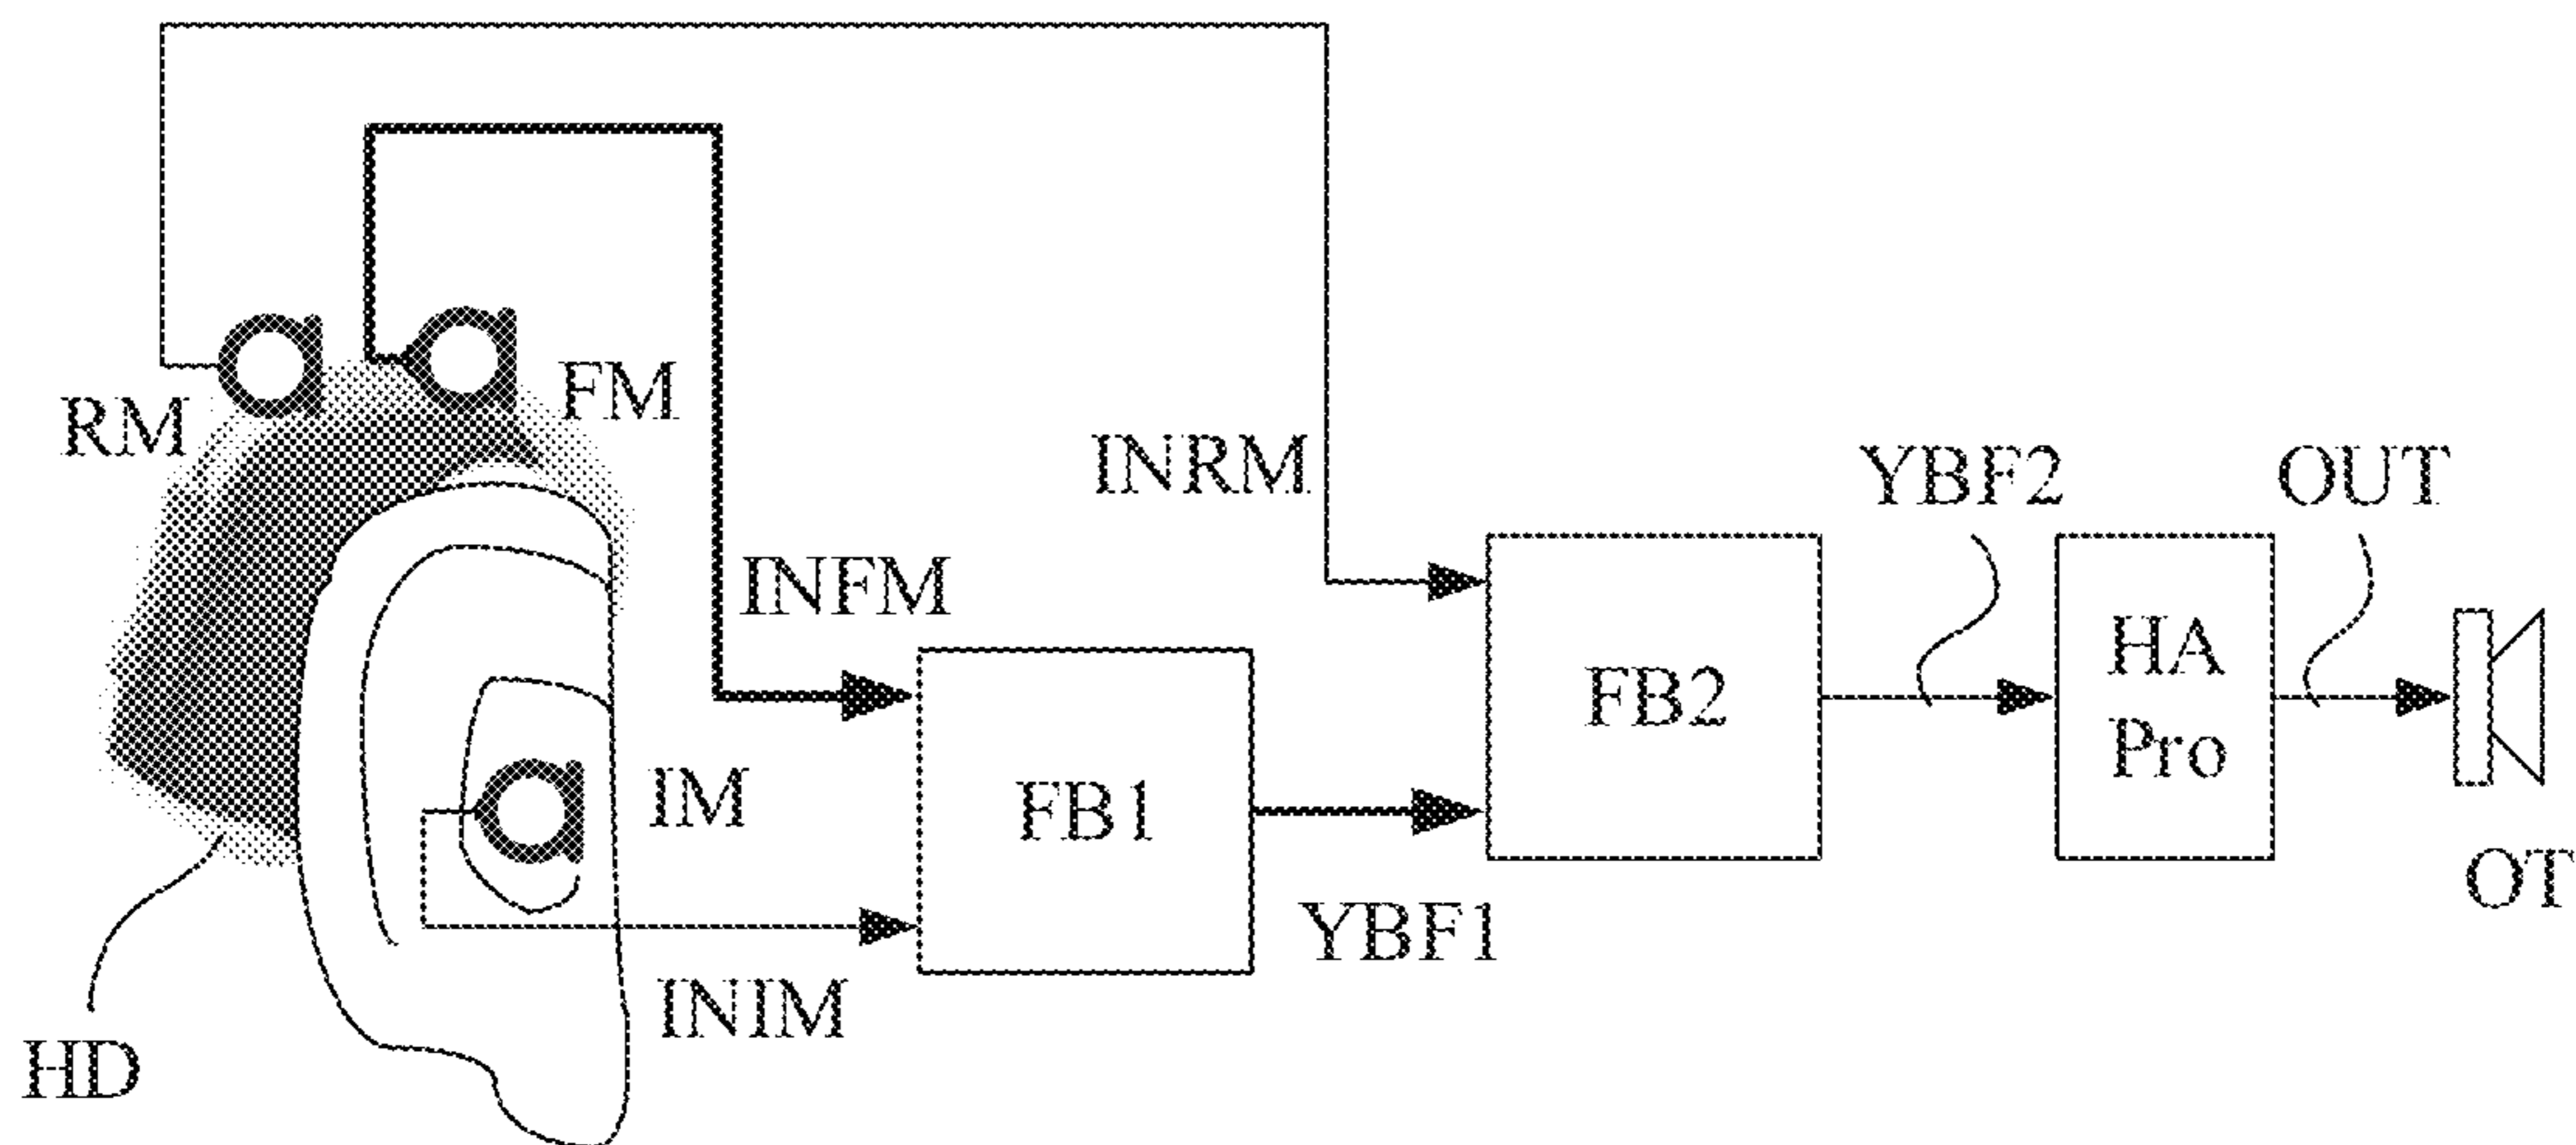 RM
FM
INRM
YBF2
OUT
INFM
HA
Pro
FB2
IM
FB1
OT
YBF1
INIM
HD